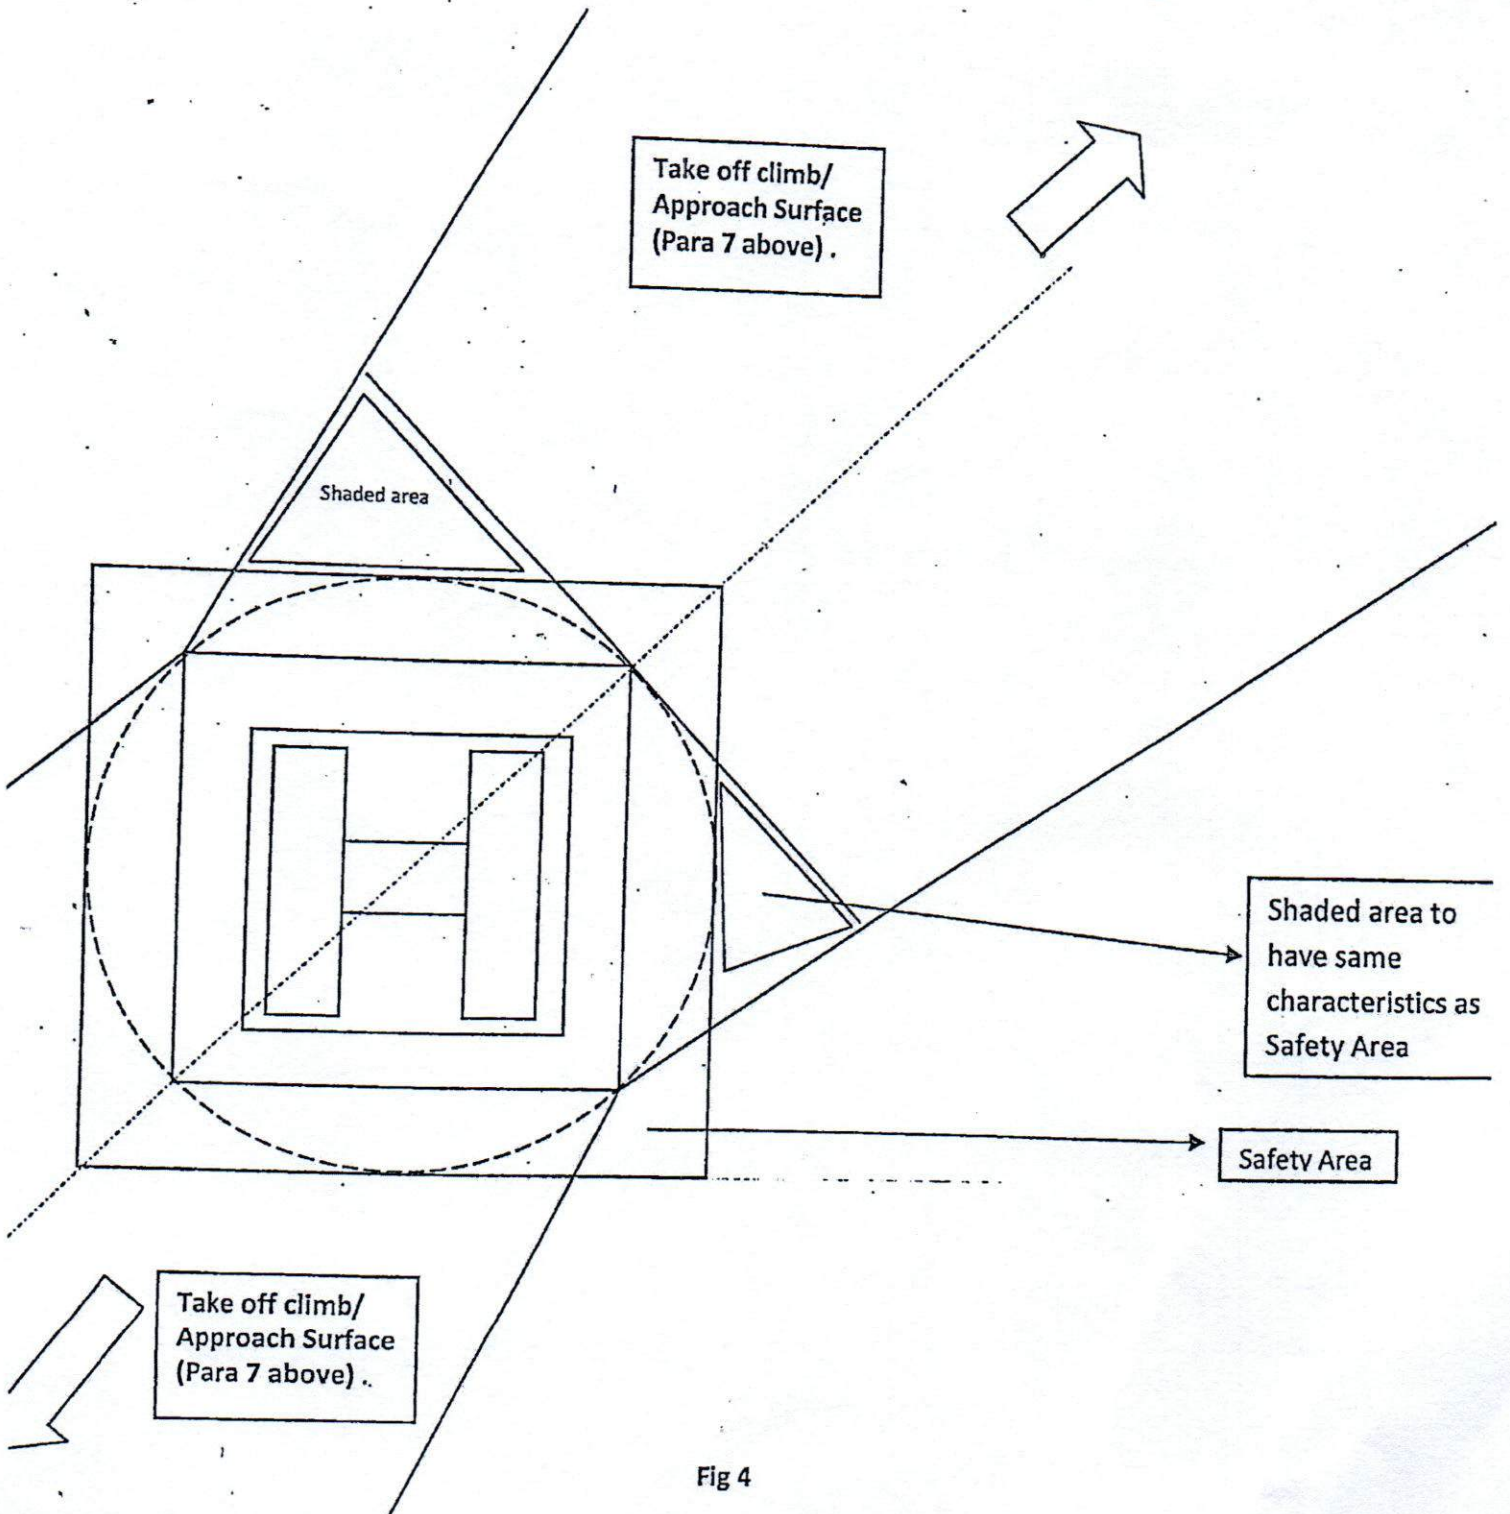 Take off climb/
Approach Surface
(Para 7 above) .
Shaded area
H
Shaded area to
have same
characteristics as
Safety Area
Safety Area
Take off climb/
Approach Surface
(Para 7 above) .
Fig 4